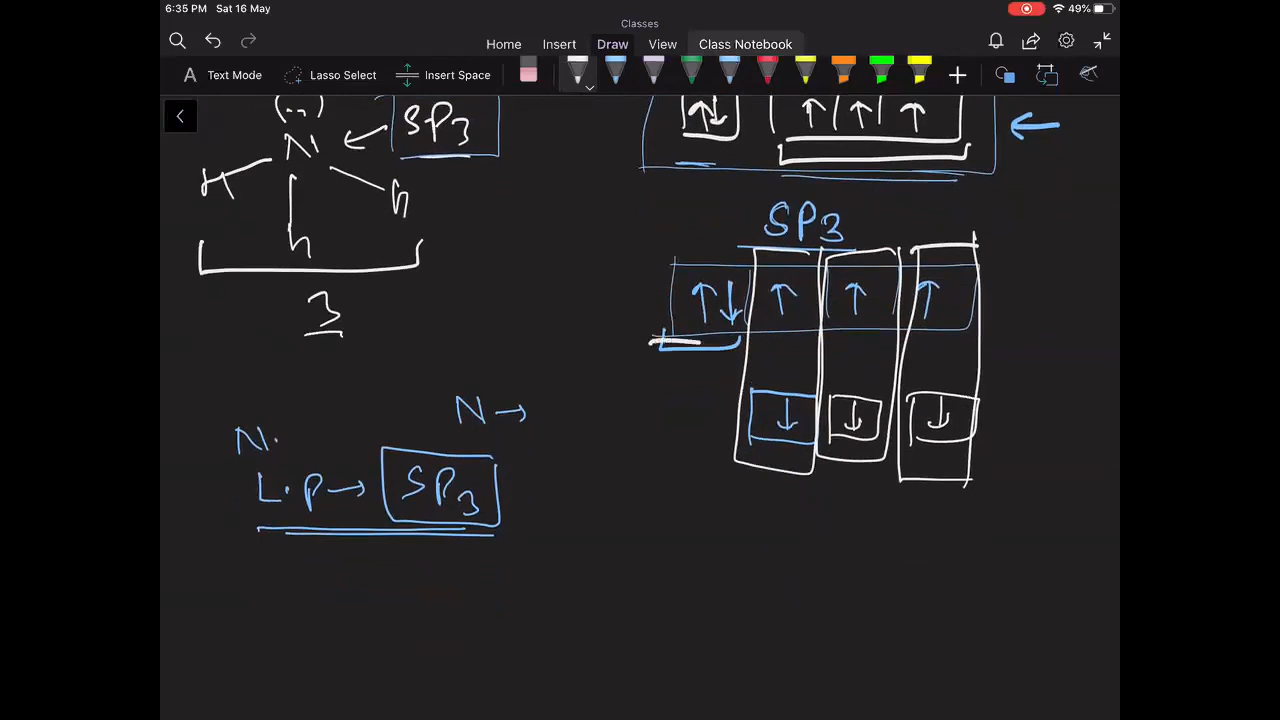 6:35 PM Sat 16 May
49%
Classes
Home Insert Draw View Class Notebook
A Text Mode Lasso Select Insert Space
SP3
N
H h
h
3
SP3
N →
N.
L.P → SP3